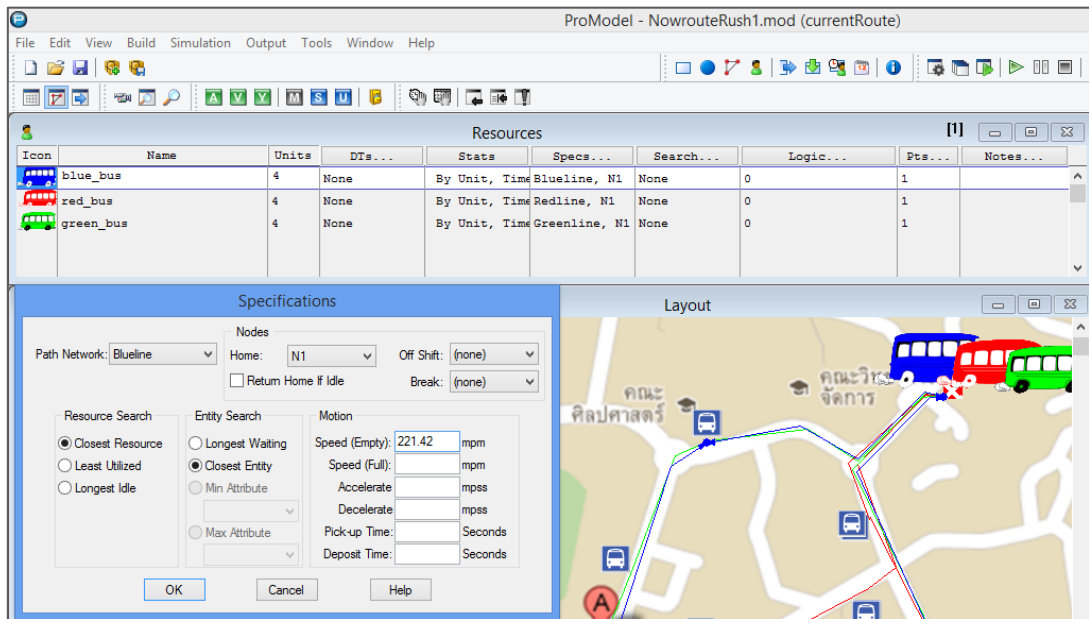 ProModel - NowrouteRush1.mod (currentRoute)
File Edit View Build Simulation Output Tools Window Help
Resources [1]
Icon Name Units DTs... Stats Specs... Search... Logic... Pts... Notes...
blue_bus 4 None By Unit, Time Blueline, N1 None 0 1
red_bus 4 None By Unit, Time Redline, N1 None 0 1
green_bus 4 None By Unit, Time Greenline, N1 None 0 1
Specifications
Nodes
Path Network: Blueline Home: N1 Off Shift: (none)
Return Home If Idle Break: (none)
Resource Search Entity Search Motion
Closest Resource Longest Waiting Speed (Empty): 221.42 mpm
Least Utilized Closest Entity Speed (Full): mpm
Longest Idle Min Attribute Accelerate mpss
Decelerate mpss
Max Attribute Pick-up Time: Seconds
Deposit Time: Seconds
OK Cancel Help
Layout
คณะ
ศิลปศาสตร์
จัดการ
A